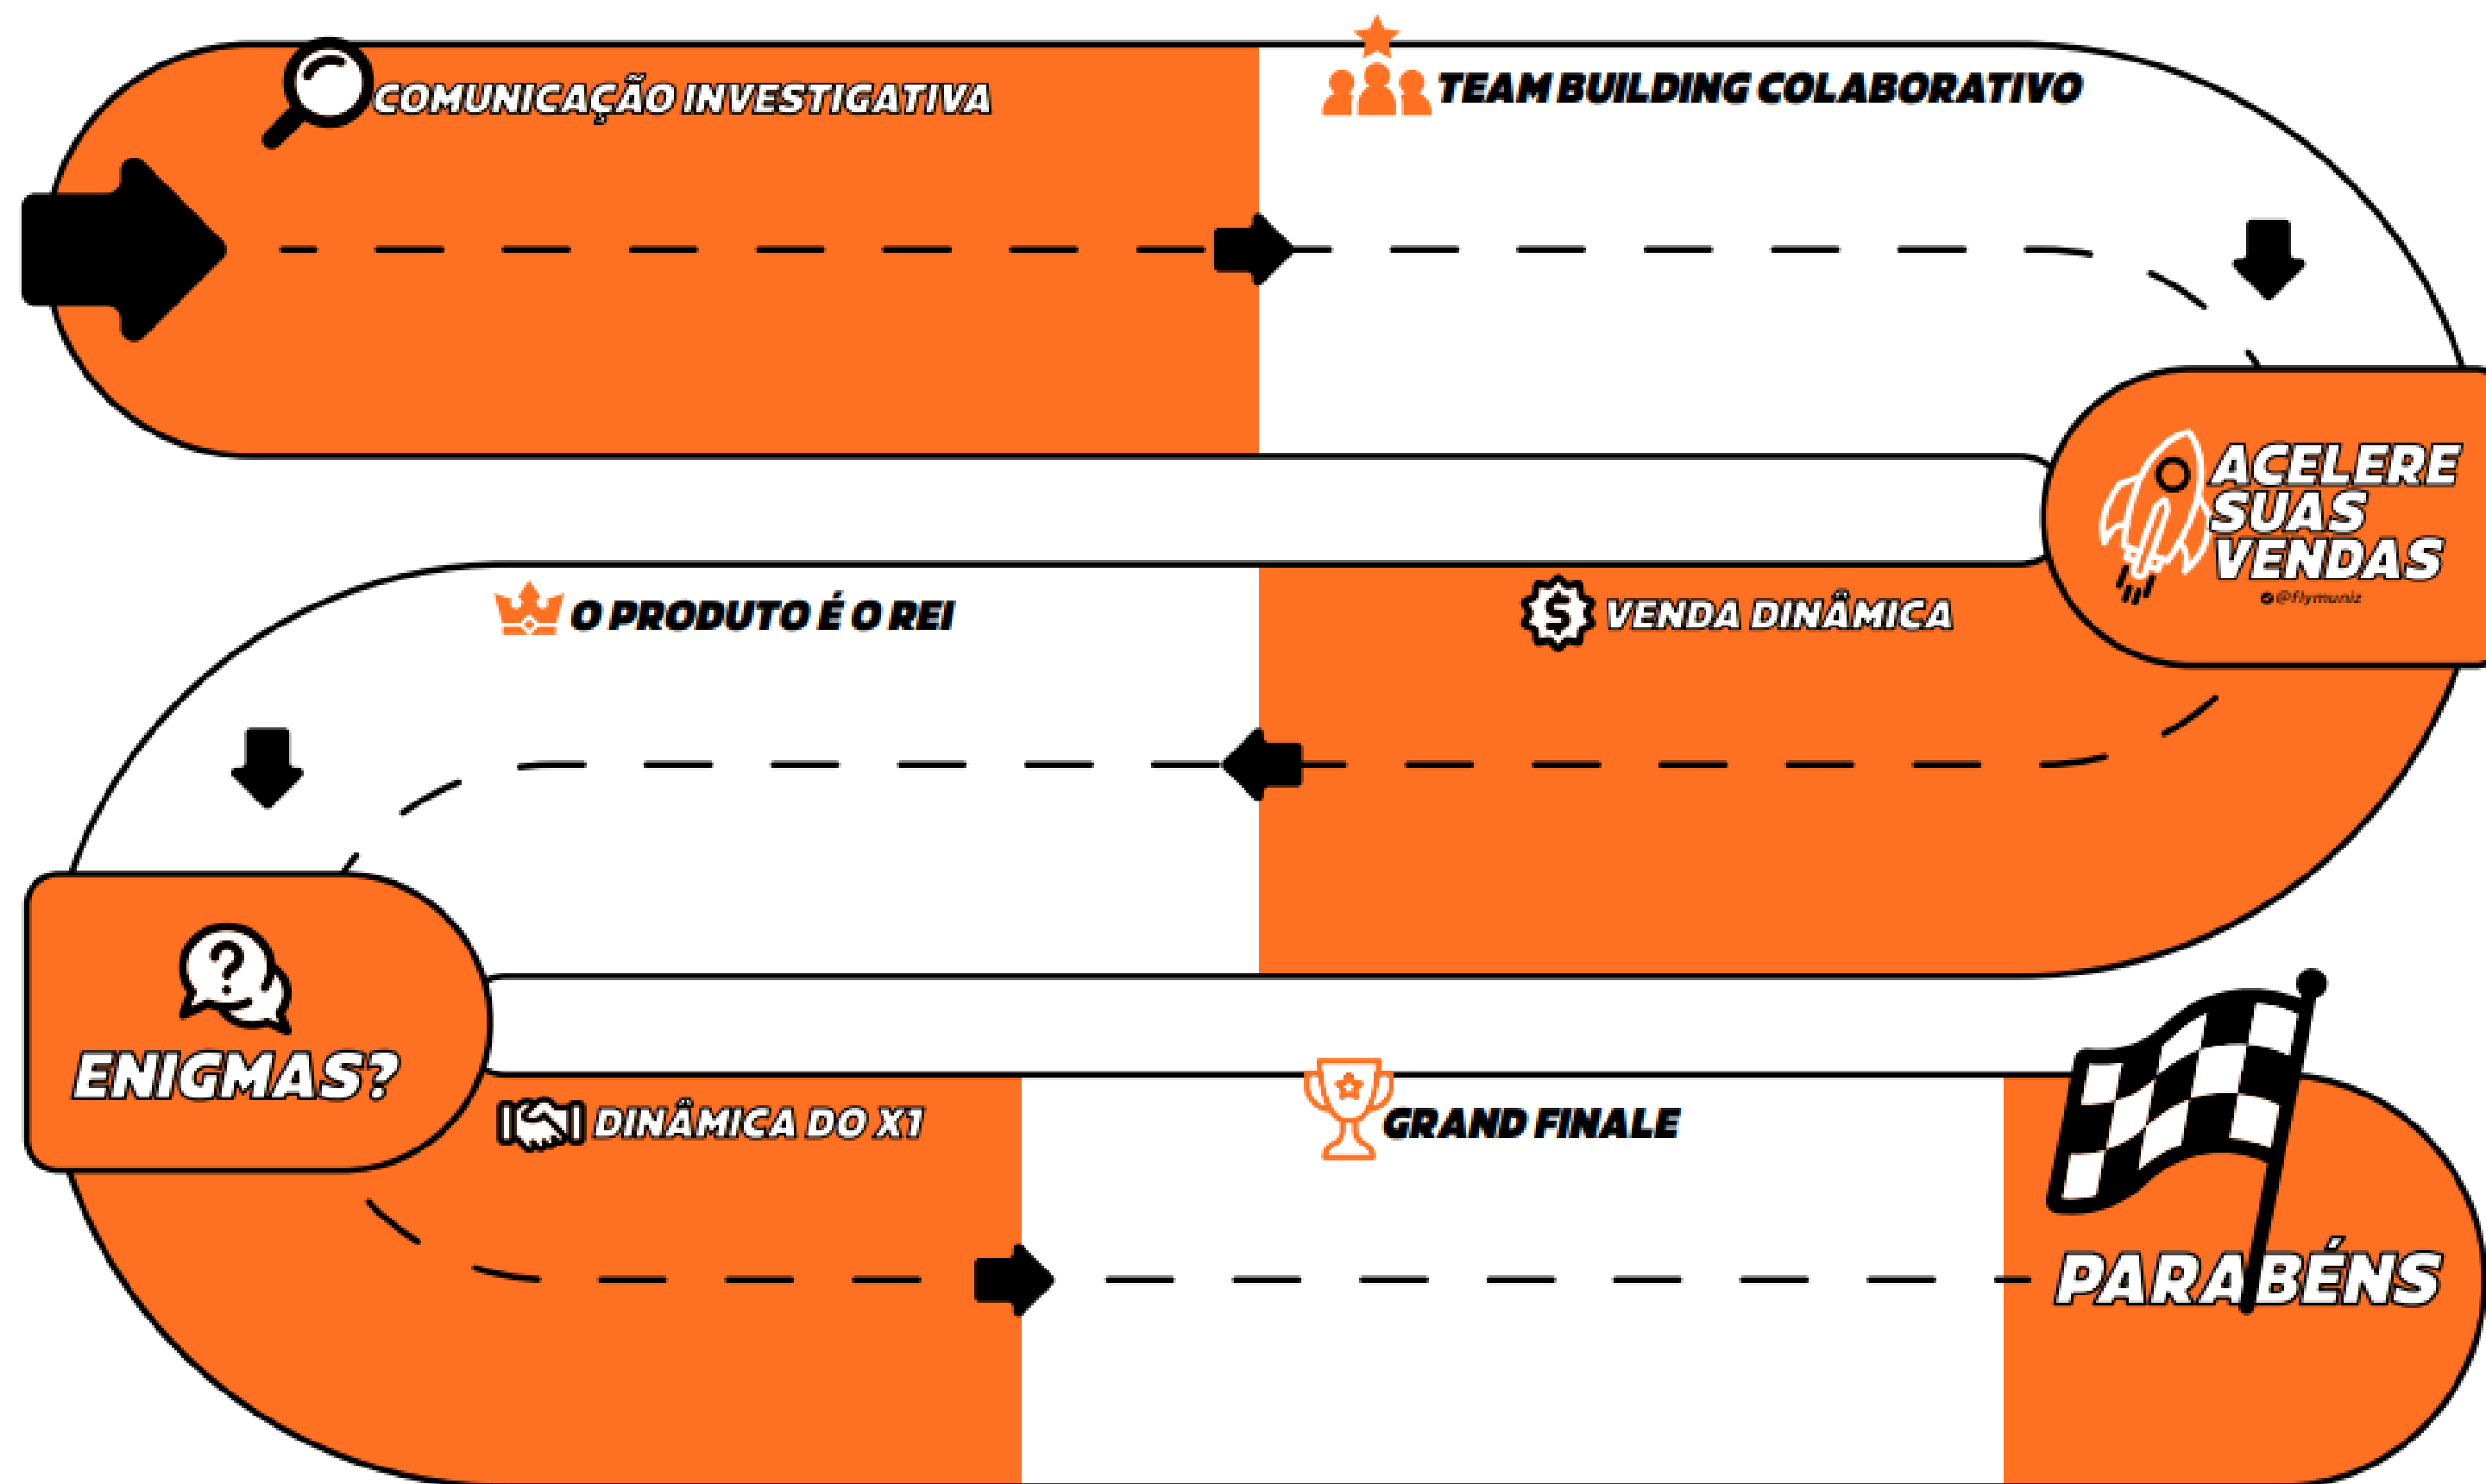 COMUNICAÇÃO INVESTIGATIVA
TEAM BUILDING COLABORATIVO
ACELERE
SUAS
VENDAS
@flymuniz
VENDA DINÂMICA
O PRODUTO É O REI
ENIGMAS?
DINÂMICA DO X1
GRAND FINALE
PARABÉNS